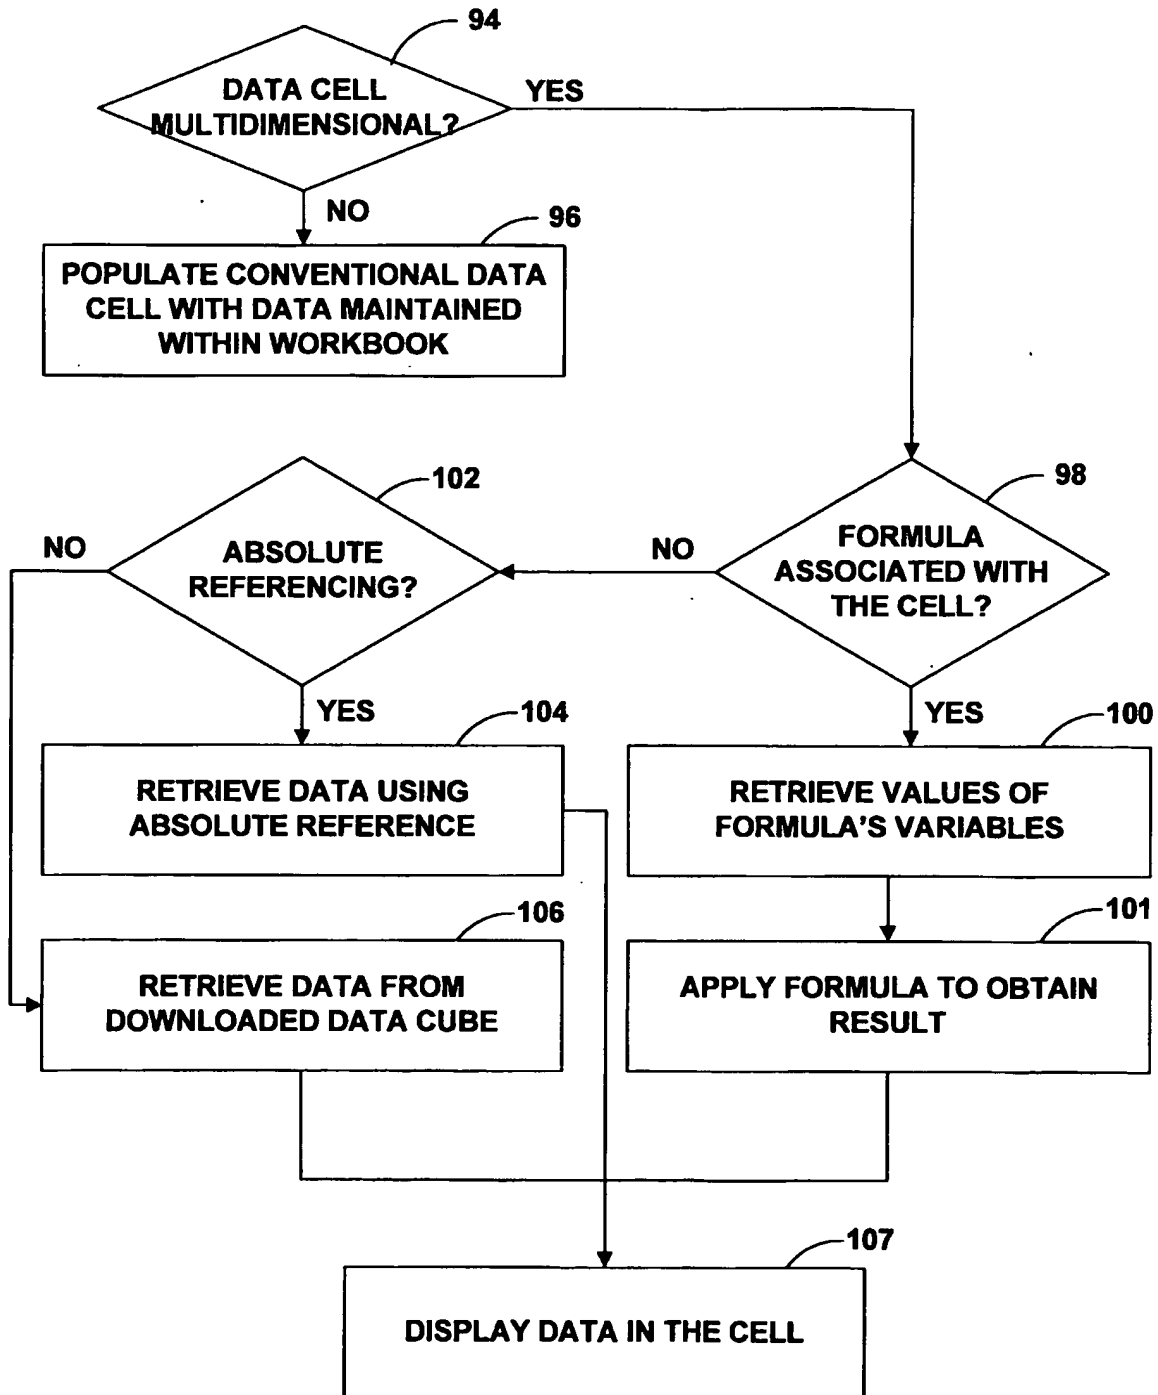 94
DATA CELL
MULTIDIMENSIONAL?
YES
NO
96
POPULATE CONVENTIONAL DATA
CELL WITH DATA MAINTAINED
WITHIN WORKBOOK
102
98
NO
ABSOLUTE
REFERENCING?
NO
FORMULA
ASSOCIATED WITH
THE CELL?
YES
104
YES
100
RETRIEVE DATA USING
ABSOLUTE REFERENCE
RETRIEVE VALUES OF
FORMULA'S VARIABLES
106
101
RETRIEVE DATA FROM
DOWNLOADED DATA CUBE
APPLY FORMULA TO OBTAIN
RESULT
107
DISPLAY DATA IN THE CELL